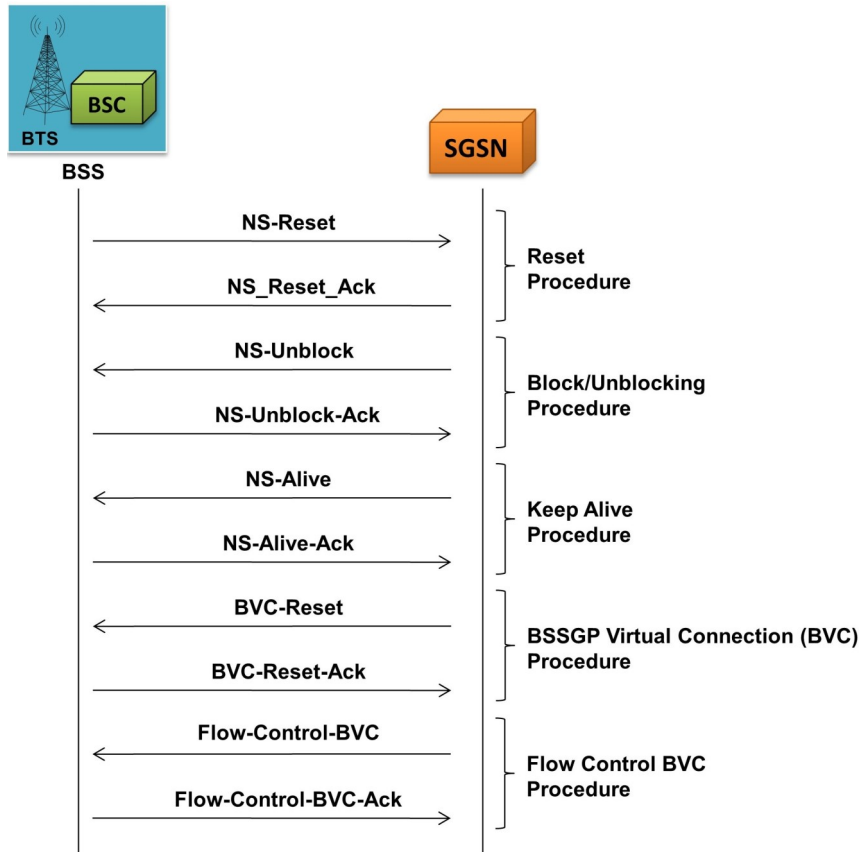 BSC
BTS
BSS
SGSN
NS-Reset
NS_Reset_Ack
Reset
Procedure
NS-Unblock
NS-Unblock-Ack
Block/Unblocking
Procedure
NS-Alive
NS-Alive-Ack
Keep Alive
Procedure
BVC-Reset
BVC-Reset-Ack
BSSGP Virtual Connection (BVC)
Procedure
Flow-Control-BVC
Flow-Control-BVC-Ack
Flow Control BVC
Procedure